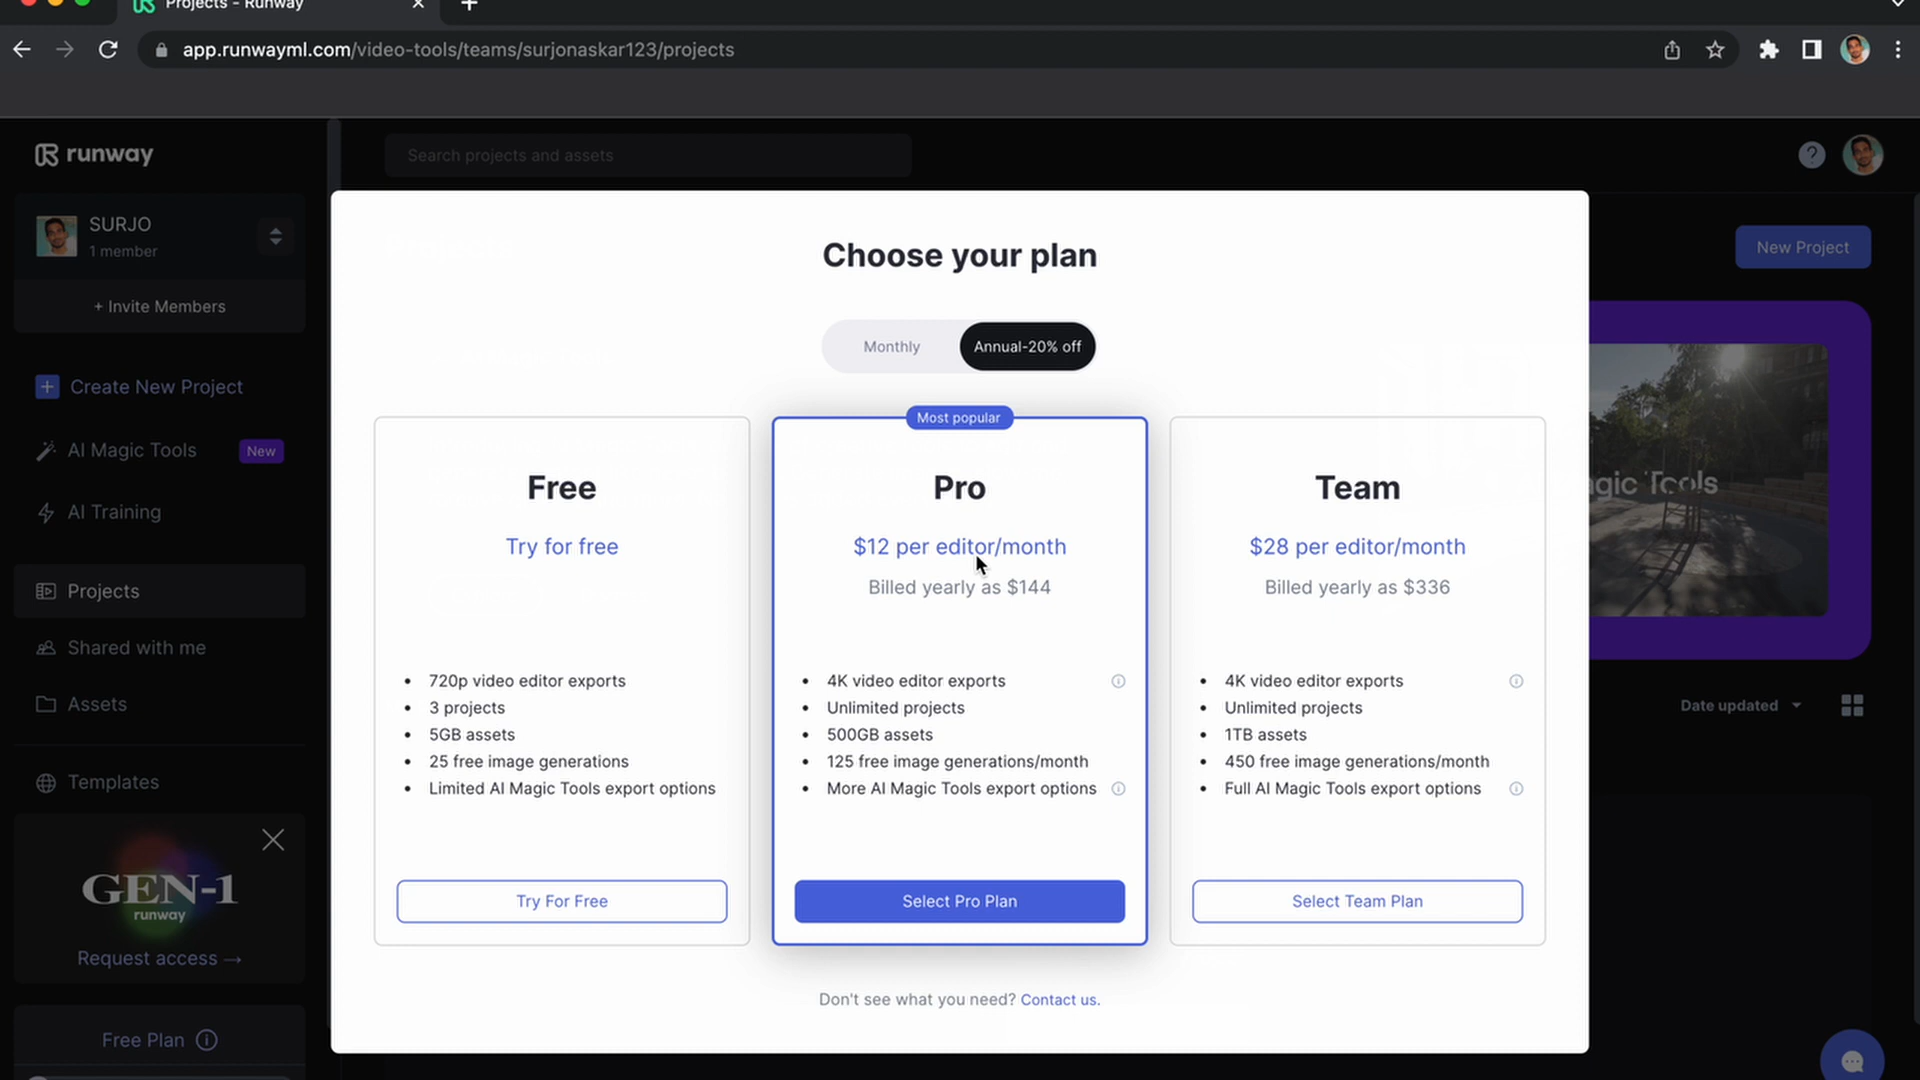 Projects - Runway
app.runwayml.com/video-tools/teams/surjonaskar123/projects
runway
Search projects and assets
SURJO
1 member
+ Invite Members
New Project
Create New Project
AI Magic Tools
New
AI Training
Projects
Shared with me
Assets
Templates
GEN-1
runway
Request access →
Free Plan
Choose your plan
Monthly
Annual-20% off
Free
Try for free
720p video editor exports
3 projects
5GB assets
25 free image generations
Limited AI Magic Tools export options
Try For Free
Most popular
Pro
$12 per editor/month
Billed yearly as $144
4K video editor exports
Unlimited projects
500GB assets
125 free image generations/month
More AI Magic Tools export options
Select Pro Plan
Team
$28 per editor/month
Billed yearly as $336
4K video editor exports
Unlimited projects
1TB assets
450 free image generations/month
Full AI Magic Tools export options
Select Team Plan
Don't see what you need? Contact us.
agic Tools
Date updated